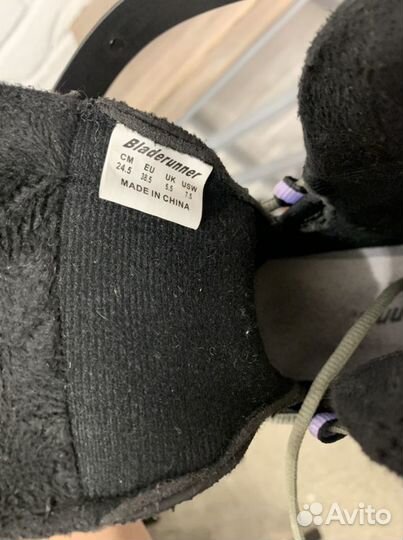 Bladerunner
CM EU UK USW
24.5 38.5 5.5 7.5
MADE IN CHINA
Avito